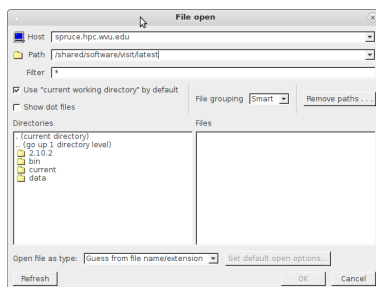 File open
Host spruce.hpc.wvu.edu
Path /shared/software/visit/latest
Filter *
Use "current working directory" by default
Show dot files
File grouping Smart
Remove paths . . .
Directories
Files
. (current directory)
.. (go up 1 directory level)
2.10.2
bin
current
data
Open file as type: Guess from file name/extension
Set default open options...
Refresh
OK
Cancel